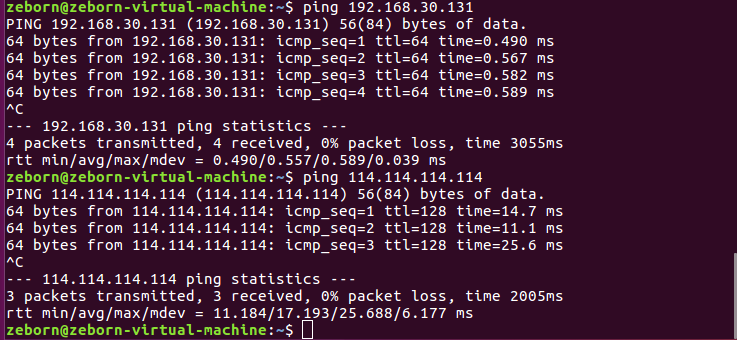 zeborn@zeborn-virtual-machine:~$ ping 192.168.30.131
PING 192.168.30.131 (192.168.30.131) 56(84) bytes of data.
64 bytes from 192.168.30.131: icmp_seq=1 ttl=64 time=0.490 ms
64 bytes from 192.168.30.131: icmp_seq=2 ttl=64 time=0.567 ms
64 bytes from 192.168.30.131: icmp_seq=3 ttl=64 time=0.582 ms
64 bytes from 192.168.30.131: icmp_seq=4 ttl=64 time=0.589 ms
^C
--- 192.168.30.131 ping statistics ---
4 packets transmitted, 4 received, 0% packet loss, time 3055ms
rtt min/avg/max/mdev = 0.490/0.557/0.589/0.039 ms
zeborn@zeborn-virtual-machine:~$ ping 114.114.114.114
PING 114.114.114.114 (114.114.114.114) 56(84) bytes of data.
64 bytes from 114.114.114.114: icmp_seq=1 ttl=128 time=14.7 ms
64 bytes from 114.114.114.114: icmp_seq=2 ttl=128 time=11.1 ms
64 bytes from 114.114.114.114: icmp_seq=3 ttl=128 time=25.6 ms
^C
--- 114.114.114.114 ping statistics ---
3 packets transmitted, 3 received, 0% packet loss, time 2005ms
rtt min/avg/max/mdev = 11.184/17.193/25.688/6.177 ms
zeborn@zeborn-virtual-machine:~$